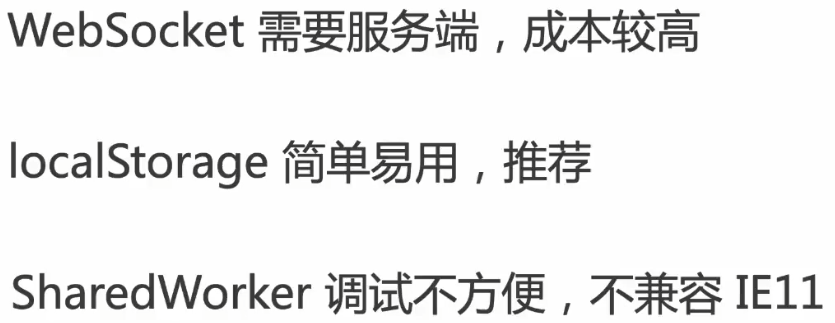 WebSocket 需要服务端，成本较高
localStorage 简单易用，推荐
SharedWorker 调试不方便，不兼容 IE11